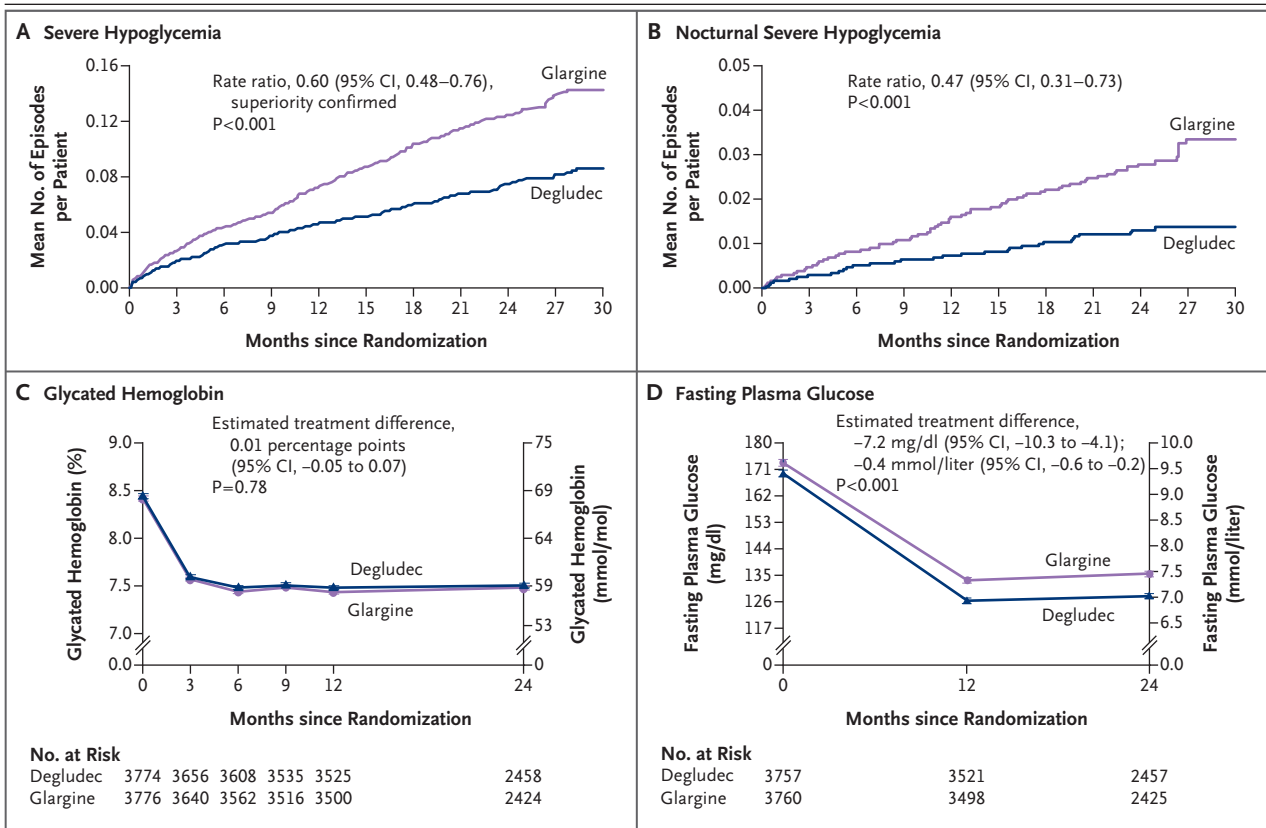 A Severe Hypoglycemia
Mean No. of Episodes
per Patient
0.16
0.12
0.08
0.04
0.00
Rate ratio, 0.60 (95% CI, 0.48–0.76),
superiority confirmed
P<0.001
Glargine
Degludec
0 3 6 9 12 15 18 21 24 27 30
Months since Randomization
B Nocturnal Severe Hypoglycemia
Mean No. of Episodes
per Patient
0.05
0.04
0.03
0.02
0.01
0.00
Rate ratio, 0.47 (95% CI, 0.31–0.73)
P<0.001
Glargine
Degludec
0 3 6 9 12 15 18 21 24 27 30
Months since Randomization
C Glycated Hemoglobin
Glycated Hemoglobin (%)
9.0
8.5
8.0
7.5
7.0
0.0
Estimated treatment difference,
0.01 percentage points
(95% CI, −0.05 to 0.07)
P=0.78
Degludec
Glargine
75
69
64
59
53
0
Glycated Hemoglobin
(mmol/mol)
0 3 6 9 12 24
Months since Randomization
No. at Risk
Degludec 3774 3656 3608 3535 3525 2458
Glargine 3776 3640 3562 3516 3500 2424
D Fasting Plasma Glucose
Fasting Plasma Glucose
(mg/dl)
180
171
162
153
144
135
126
117
0
Estimated treatment difference,
−7.2 mg/dl (95% CI, −10.3 to −4.1);
−0.4 mmol/liter (95% CI, −0.6 to −0.2)
P<0.001
Glargine
Degludec
10.0
9.5
9.0
8.5
8.0
7.5
7.0
6.5
0.0
Fasting Plasma Glucose
(mmol/liter)
0 12 24
Months since Randomization
No. at Risk
Degludec 3757 3521 2457
Glargine 3760 3498 2425